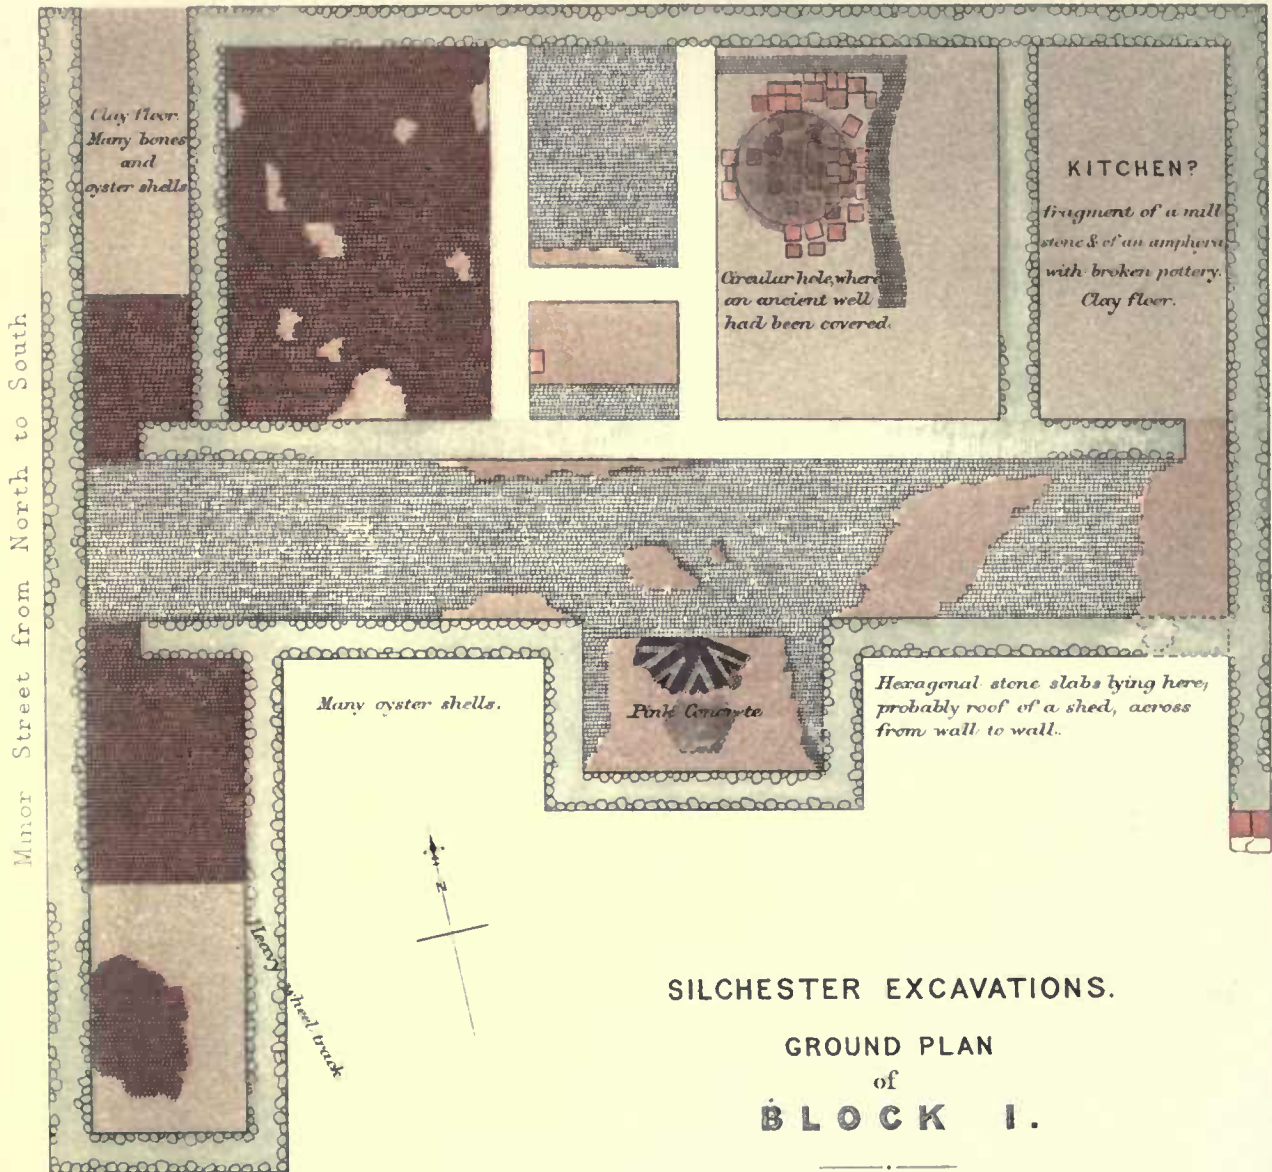 Clay floor.
Many bones
and
oyster shells
KITCHEN?
fragment of a mill
stone & of an amphora
with broken pottery.
Clay floor.
Circular hole, where
an ancient well
had been covered.
Minor Street from North to South
Many oyster shells.
Pink Concrete
Hexagonal stone slabs lying here,
probably roof of a shed, across
from wall to wall.
N
Heavy wheel track
SILCHESTER EXCAVATIONS.
GROUND PLAN
of
BLOCK I.